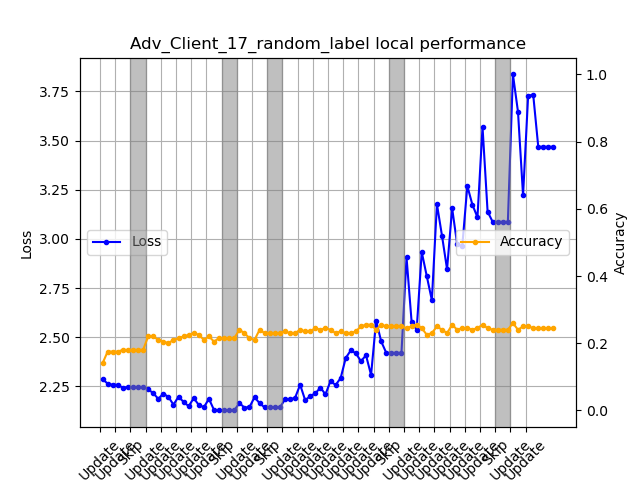 Adv_Client_17_random_label local performance
3.75
3.50
3.25
3.00
2.75
2.50
2.25
Loss
Loss
Accuracy
1.0
0.8
0.6
0.4
0.2
0.0
Accuracy
Update
Update
Skip
Update
Update
Update
Update
Update
Skip
Update
Update
Skip
Update
Update
Update
Update
Update
Update
Update
Skip
Update
Update
Update
Update
Update
Update
Skip
Update
Update